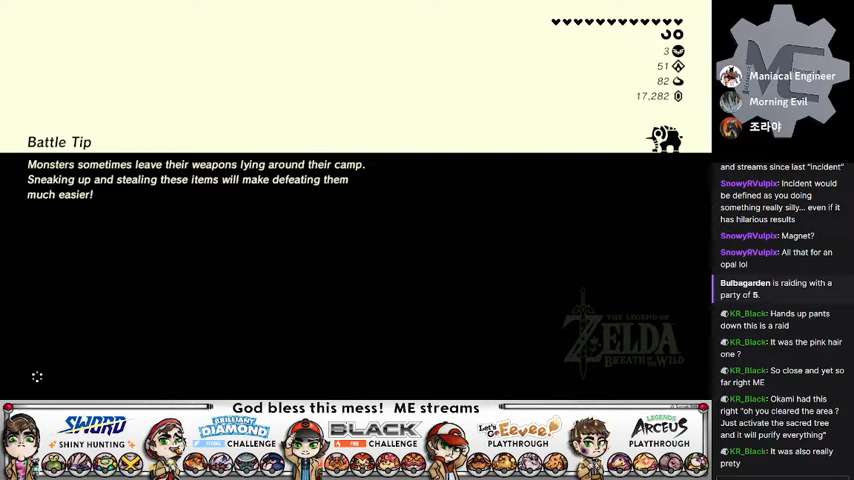 3
51
82
17,282
Battle Tip
Monsters sometimes leave their weapons lying around their camp.
Sneaking up and stealing these items will make defeating them
much easier!
THE LEGEND OF
ZELDA
BREATH OF THE WILD
ME
Maniacal Engineer
Morning Evil
조라야
and streams since last "incident"
SnowyRVulpix: Incident would
be defined as you doing
something really silly... even if it
has hilarious results
SnowyRVulpix: Magnet?
SnowyRVulpix: All that for an
opal lol
Bulbagarden is raiding with a
party of 5.
KR_Black: Hands up pants
down this is a raid
KR_Black: It was the pink hair
one ?
KR_Black: So close and yet so
far right ME
KR_Black: Okami had this
right "oh you cleared the area ?
Just activate the sacred tree
and it will purify everything"
KR_Black: It was also really
pretty
God bless this mess!  ME streams
SWORD
SHINY HUNTING
BRILLIANT
DIAMOND
FLYING CHALLENGE
BLACK
FIRE CHALLENGE
Let's Go Eevee!
PLAYTHROUGH
LEGENDS
ARCEUS
PLAYTHROUGH